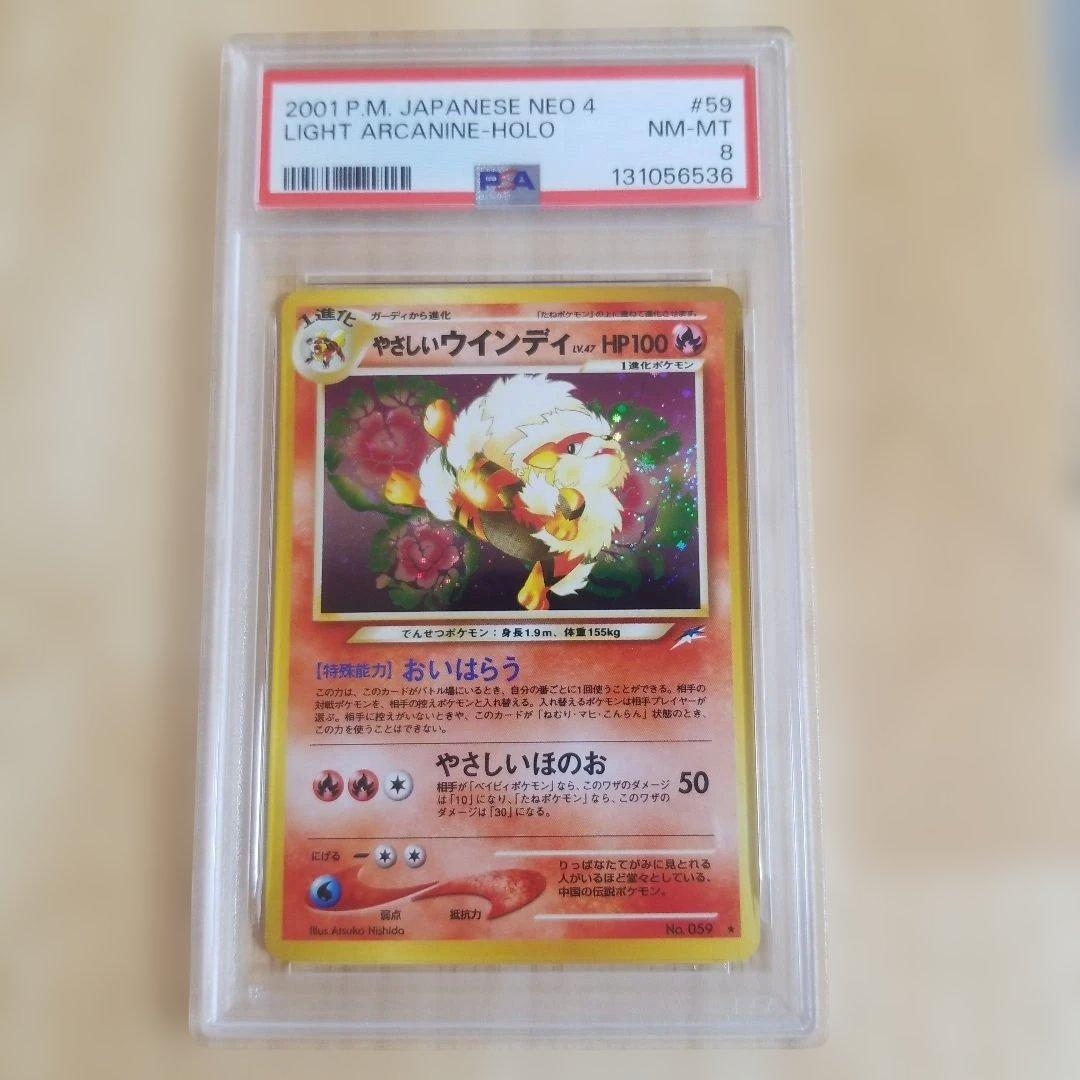 2001 P.M. JAPANESE NEO 4 #59
LIGHT ARCANINE-HOLO NM-MT
8
PSA 131056536
1進化 ガーディから進化 「たねポケモン」の上に重ねて進化させます。
やさしいウインディ LV.47 HP100
1進化ポケモン
でんせつポケモン：身長1.9m、体重155kg
【特殊能力】おいはらう
この力は、このカードがバトル場にいるとき、自分の番ごとに1回使うことができる。相手の
対戦ポケモンを、相手の控えポケモンと入れ替える。入れ替えるポケモンは相手プレイヤーが
選ぶ。相手に控えがいないときや、このカードが「ねむり・マヒ・こんらん」状態のとき、
この力を使うことはできない。
やさしいほのお
相手が「ベイビィポケモン」なら、このワザのダメージ
は「10」になり、「たねポケモン」なら、このワザの
ダメージは「30」になる。
50
にげる
りっぱなたてがみに見とれる
人がいるほど堂々としている、
中国の伝説ポケモン。
弱点 抵抗力
Illus. Atsuko Nishida No. 059 ★